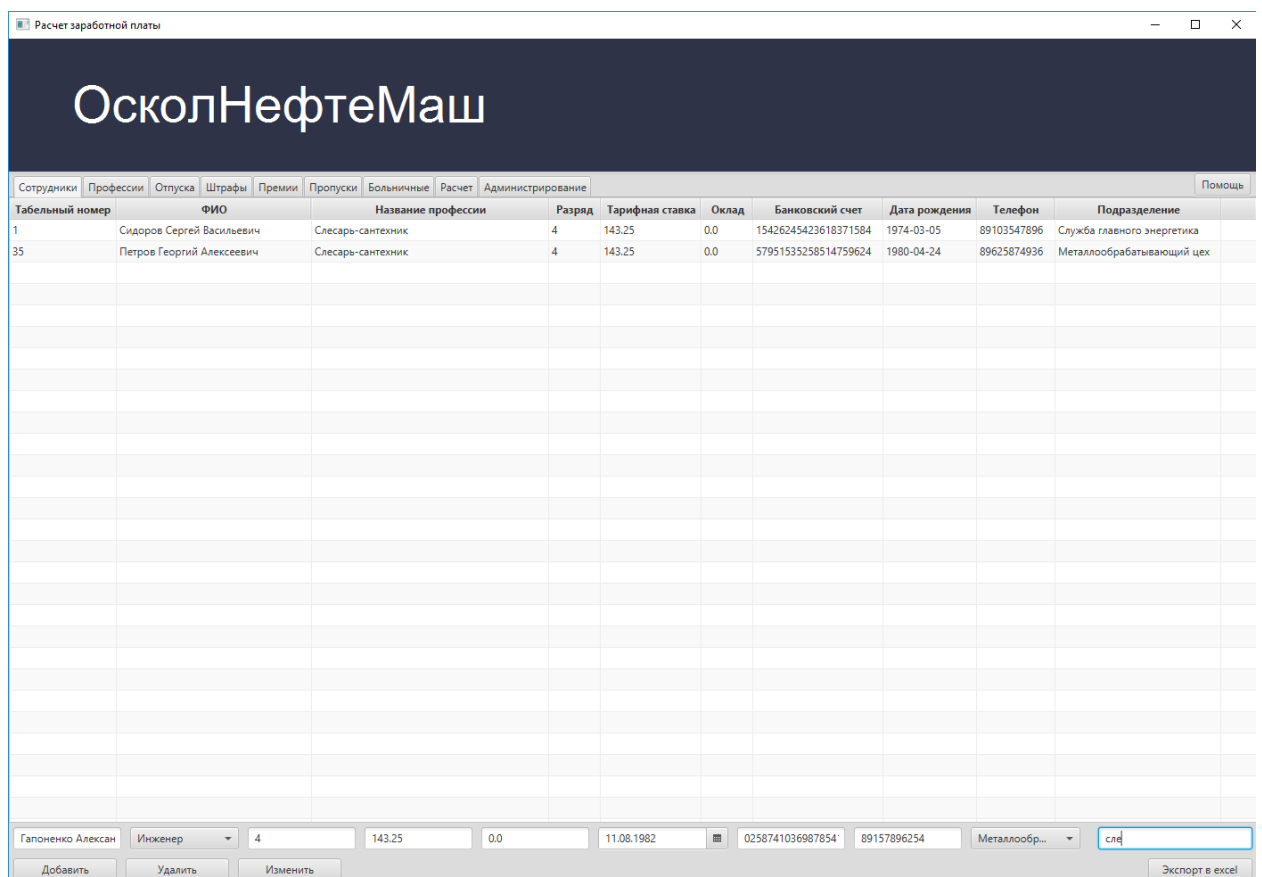 Расчет заработной платы
ОсколНефтеМаш
Сотрудники Профессии Отпуска Штрафы Премии Пропуски Больничные Расчет Администрирование Помощь
Табельный номер ФИО Название профессии Разряд Тарифная ставка Оклад Банковский счет Дата рождения Телефон Подразделение
1 Сидоров Сергей Васильевич Слесарь-сантехник 4 143.25 0.0 15426245423618371584 1974-03-05 89103547896 Служба главного энергетика
35 Петров Георгий Алексеевич Слесарь-сантехник 4 143.25 0.0 57951535258514759624 1980-04-24 89625874936 Металлообрабатывающий цех
Гапоненко Алексан Инженер 4 143.25 0.0 11.08.1982 0258741036987854 89157896254 Металлообр... сле
Добавить Удалить Изменить Экспорт в excel